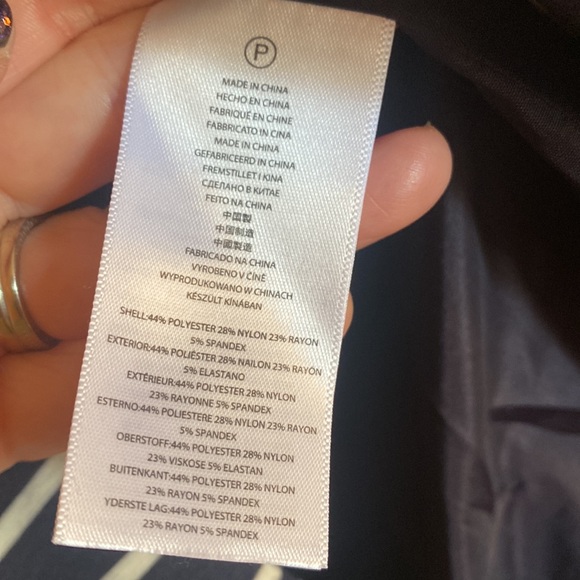 P
MADE IN CHINA
HECHO EN CHINA
FABRIQUÉ EN CHINE
FABBRICATO IN CINA
MADE IN CHINA
GEFABRICEERD IN CHINA
FREMSTILLET I KINA
СДЕЛАНО В КИТАЕ
FEITO NA CHINA
中国製
中国制造
中國製造
FABRICADO NA CHINA
VYROBENO V ČÍNĚ
WYPRODUKOWANO W CHINACH
KÉSZÜLT KÍNÁBAN
SHELL:44% POLYESTER 28% NYLON 23% RAYON
5% SPANDEX
EXTERIOR:44% POLIÉSTER 28% NAILON 23% RAYON
5% ELASTANO
EXTÉRIEUR:44% POLYESTER 28% NYLON
23% RAYONNE 5% SPANDEX
ESTERNO:44% POLIESTERE 28% NYLON 23% RAYON
5% SPANDEX
OBERSTOFF:44% POLYESTER 28% NYLON
23% VISKOSE 5% ELASTAN
BUITENKANT:44% POLYESTER 28% NYLON
23% RAYON 5% SPANDEX
YDERSTE LAG:44% POLYESTER 28% NYLON
23% RAYON 5% SPANDEX